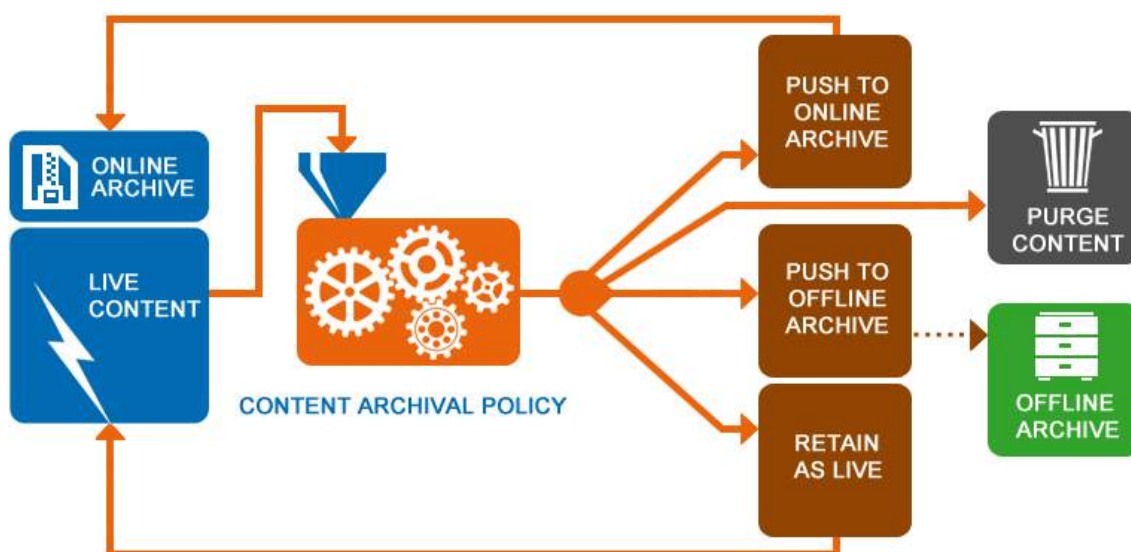 ONLINE
ARCHIVE
LIVE
CONTENT
CONTENT ARCHIVAL POLICY
PUSH TO
ONLINE
ARCHIVE
PUSH TO
OFFLINE
ARCHIVE
RETAIN
AS LIVE
PURGE
CONTENT
OFFLINE
ARCHIVE